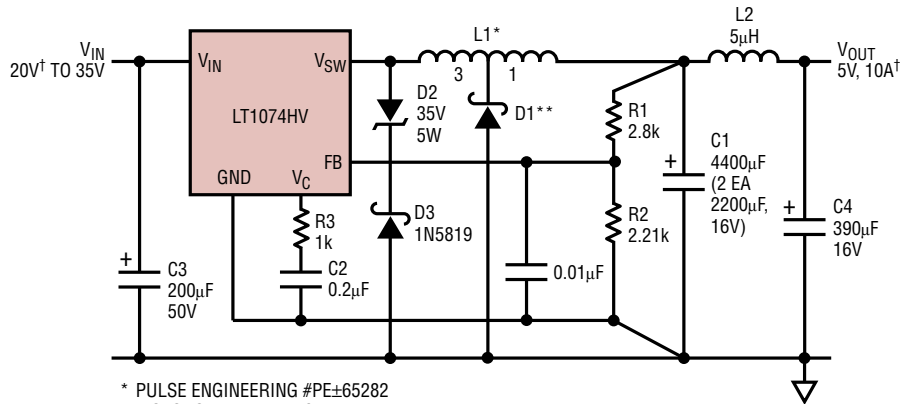 L1*
L2
5µH
VIN
20V† TO 35V
VIN
VSW
3
1
VOUT
5V, 10A†
LT1074HV
D2
35V
5W
D1**
R1
2.8k
C1
4400µF
(2 EA
2200µF,
16V)
FB
GND
VC
R3
1k
D3
1N5819
R2
2.21k
C4
390µF
16V
C3
200µF
50V
C2
0.2µF
0.01µF
+
+
+
* PULSE ENGINEERING #PE±65282